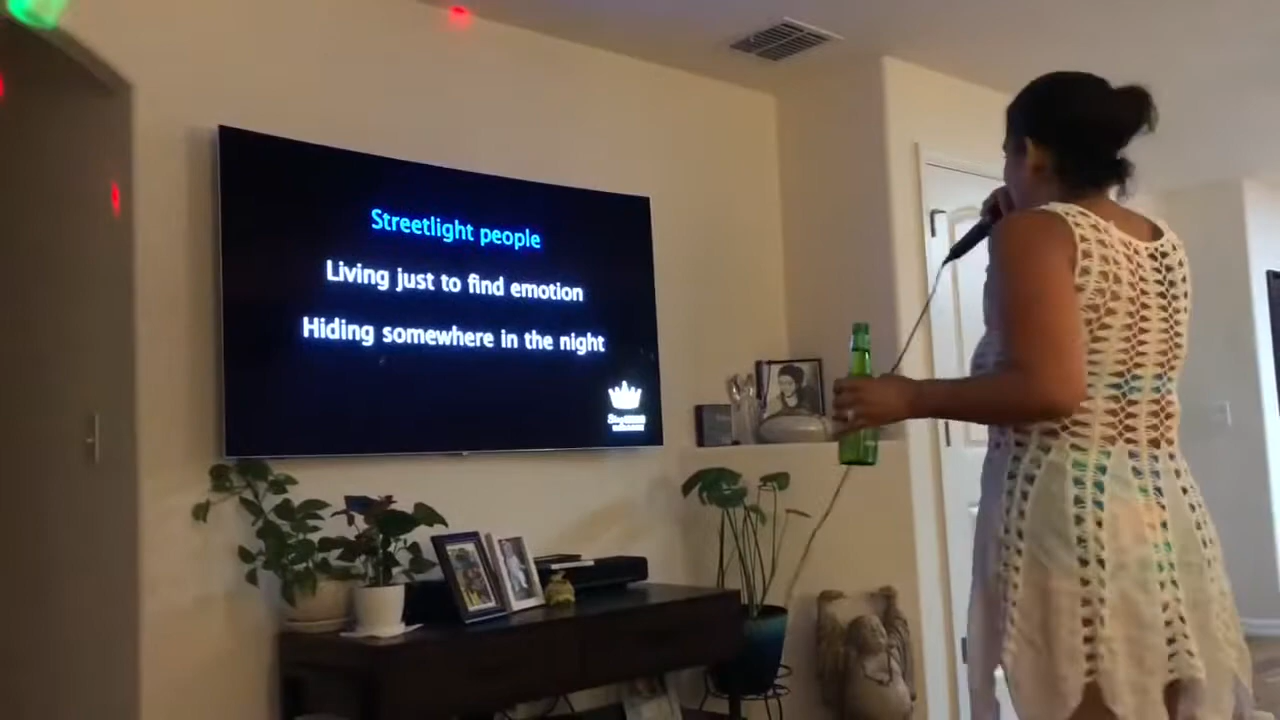 Streetlight people
Living just to find emotion
Hiding somewhere in the night